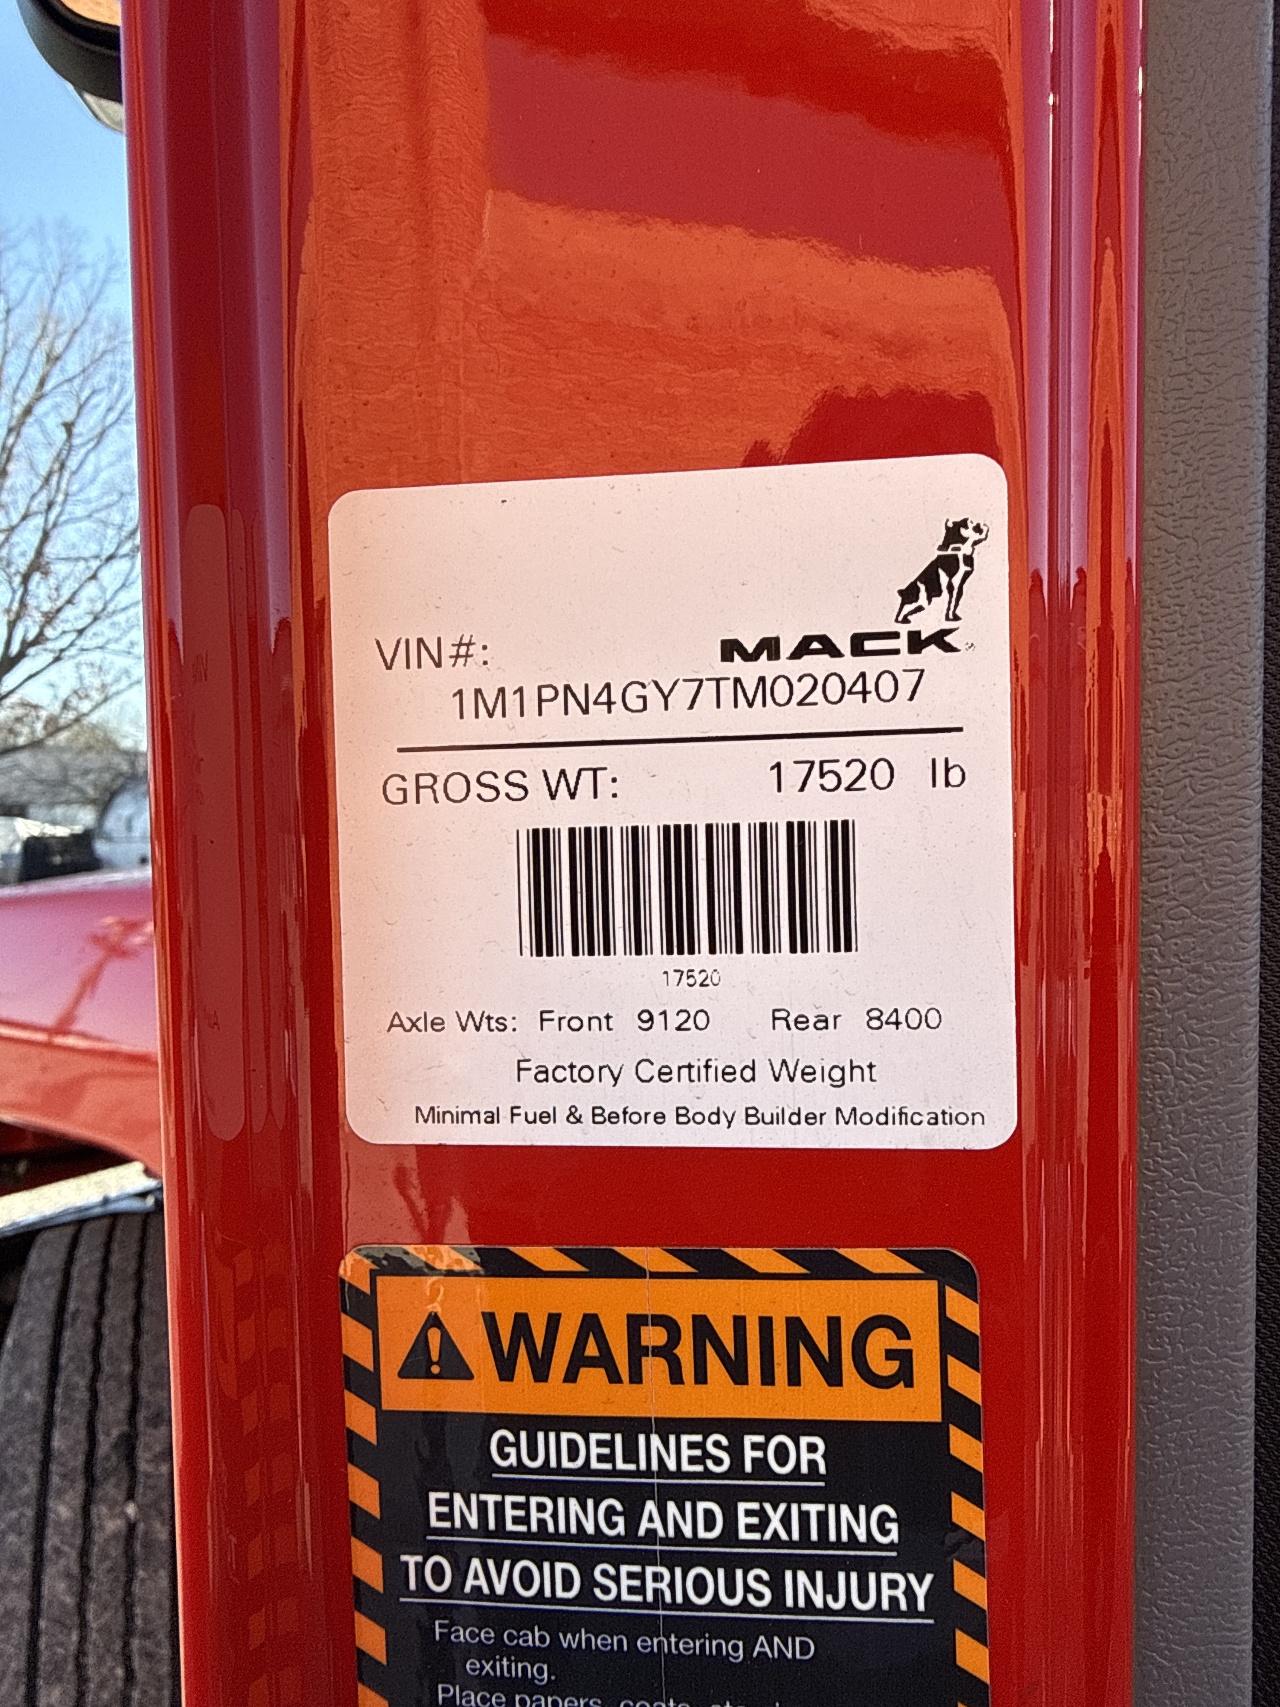 VIN#:
MACK
1M1PN4GY7TM020407
GROSS WT: 17520 lb
17520
Axle Wts: Front 9120 Rear 8400
Factory Certified Weight
Minimal Fuel & Before Body Builder Modification
WARNING
GUIDELINES FOR
ENTERING AND EXITING
TO AVOID SERIOUS INJURY
Face cab when entering AND
exiting.
Place papers,